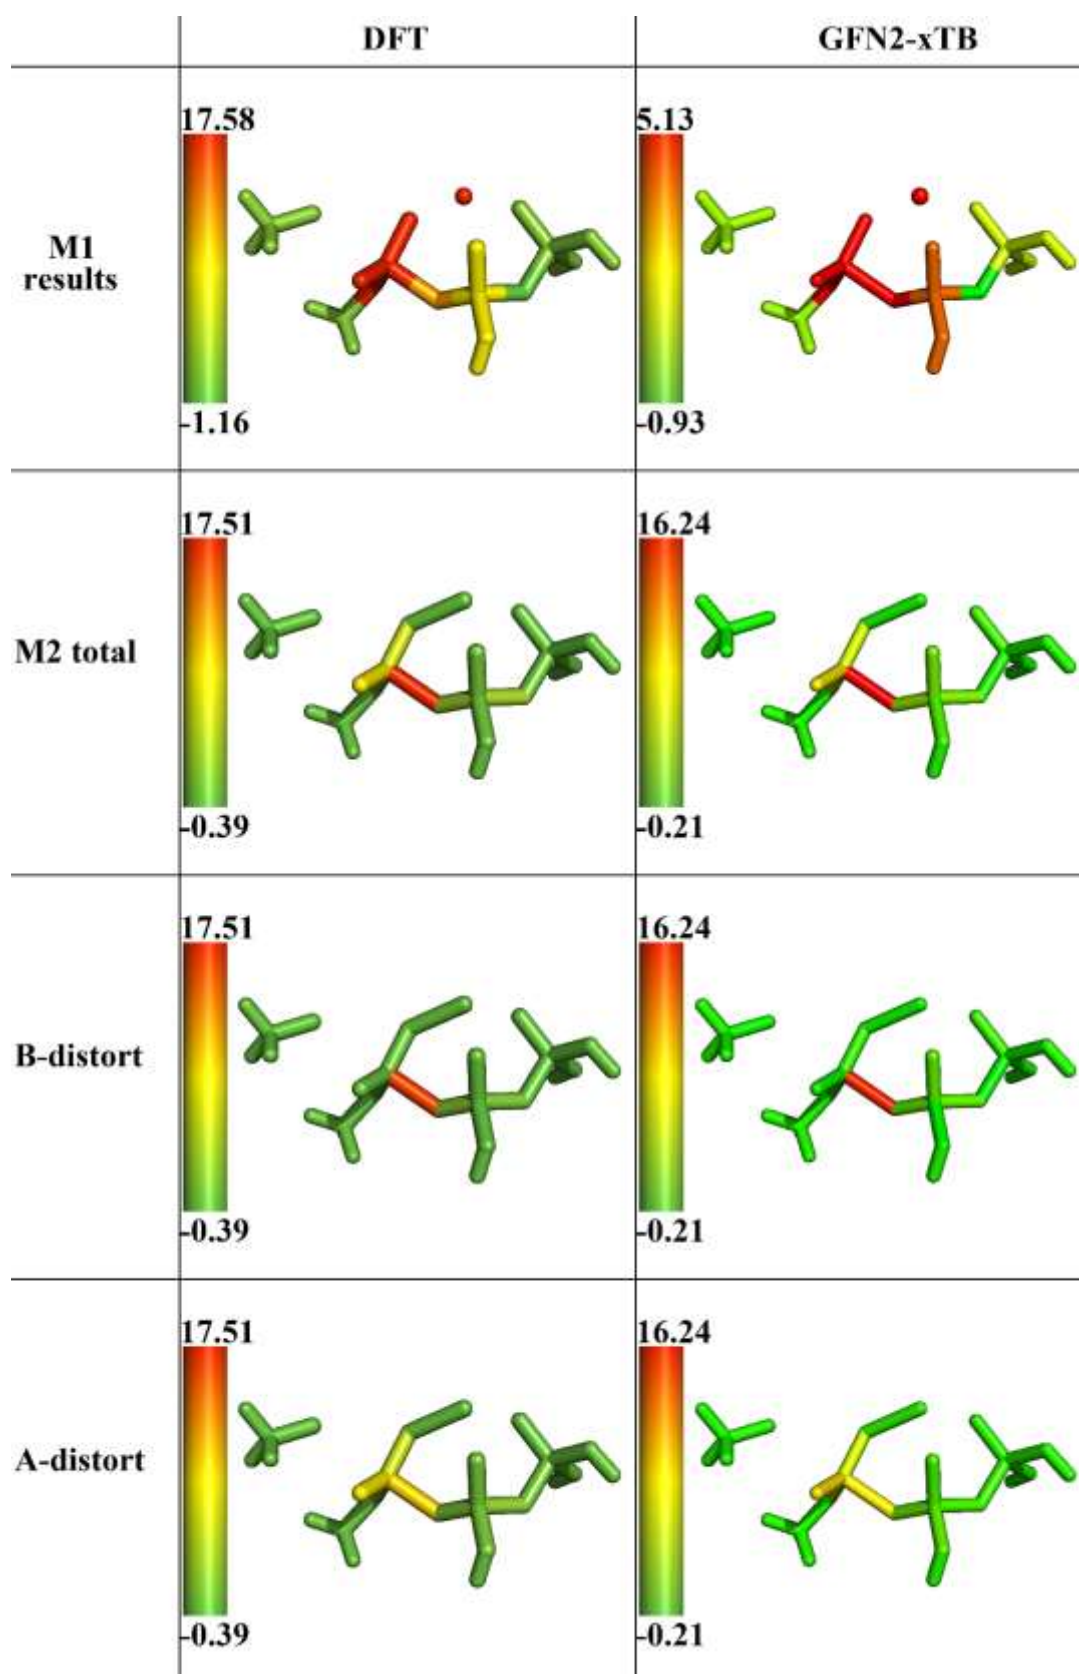 DFT GFN2-xTB
17.58 5.13
M1
results
-1.16 -0.93
17.51 16.24
M2 total
-0.39 -0.21
17.51 16.24
B-distort
-0.39 -0.21
17.51 16.24
A-distort
-0.39 -0.21